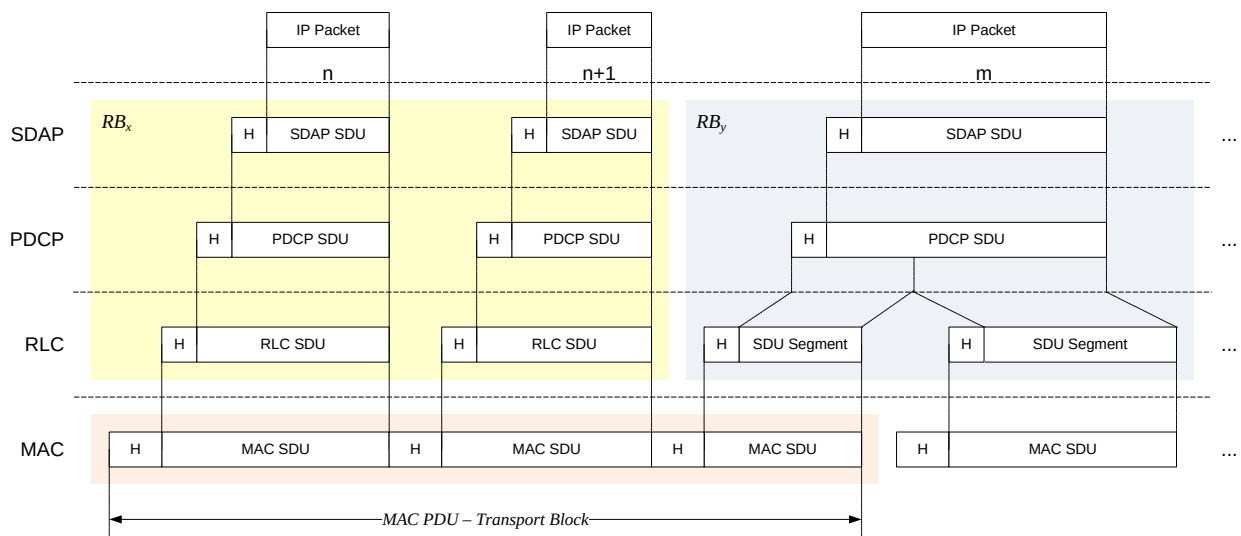 IP Packet IP Packet IP Packet
n n+1 m
RBx RBy
SDAP H SDAP SDU H SDAP SDU H SDAP SDU ...
PDCP H PDCP SDU H PDCP SDU H PDCP SDU ...
RLC H RLC SDU H RLC SDU H SDU Segment H SDU Segment ...
MAC H MAC SDU H MAC SDU H MAC SDU H MAC SDU ...
MAC PDU – Transport Block